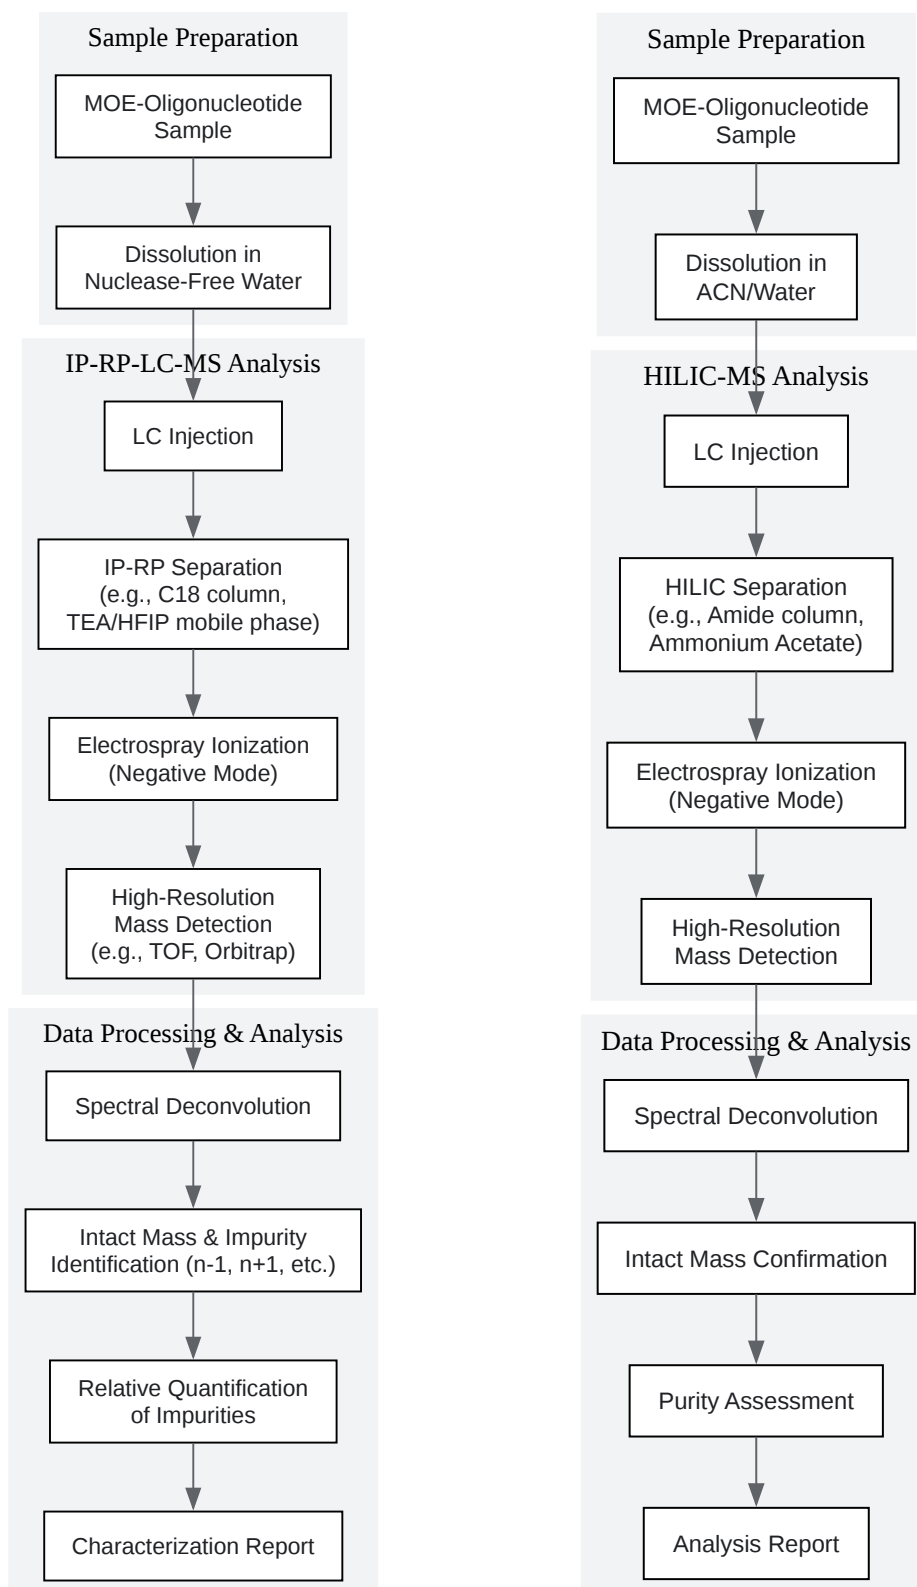 Sample Preparation
MOE-Oligonucleotide
Sample
Dissolution in
Nuclease-Free Water
IP-RP-LC-MS Analysis
LC Injection
IP-RP Separation
(e.g., C18 column,
TEA/HFIP mobile phase)
Electrospray Ionization
(Negative Mode)
High-Resolution
Mass Detection
(e.g., TOF, Orbitrap)
Data Processing & Analysis
Spectral Deconvolution
Intact Mass & Impurity
Identification (n-1, n+1, etc.)
Relative Quantification
of Impurities
Characterization Report
Sample Preparation
MOE-Oligonucleotide
Sample
Dissolution in
ACN/Water
HILIC-MS Analysis
LC Injection
HILIC Separation
(e.g., Amide column,
Ammonium Acetate)
Electrospray Ionization
(Negative Mode)
High-Resolution
Mass Detection
Data Processing & Analysis
Spectral Deconvolution
Intact Mass Confirmation
Purity Assessment
Analysis Report